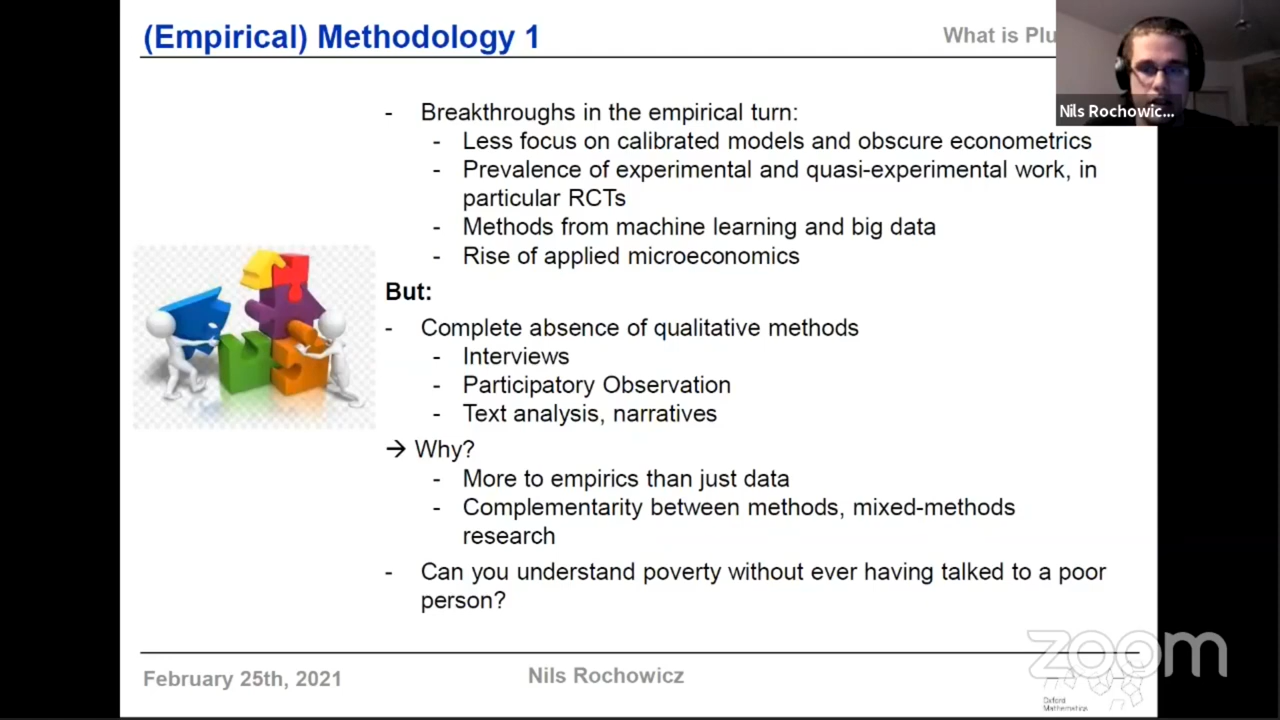 (Empirical) Methodology 1
What is Plu
Nils Rochowic...
- Breakthroughs in the empirical turn:
- Less focus on calibrated models and obscure econometrics
- Prevalence of experimental and quasi-experimental work, in
particular RCTs
- Methods from machine learning and big data
- Rise of applied microeconomics
But:
- Complete absence of qualitative methods
- Interviews
- Participatory Observation
- Text analysis, narratives
→ Why?
- More to empirics than just data
- Complementarity between methods, mixed-methods
research
- Can you understand poverty without ever having talked to a poor
person?
February 25th, 2021
Nils Rochowicz
zoom
Oxford
Mathematics